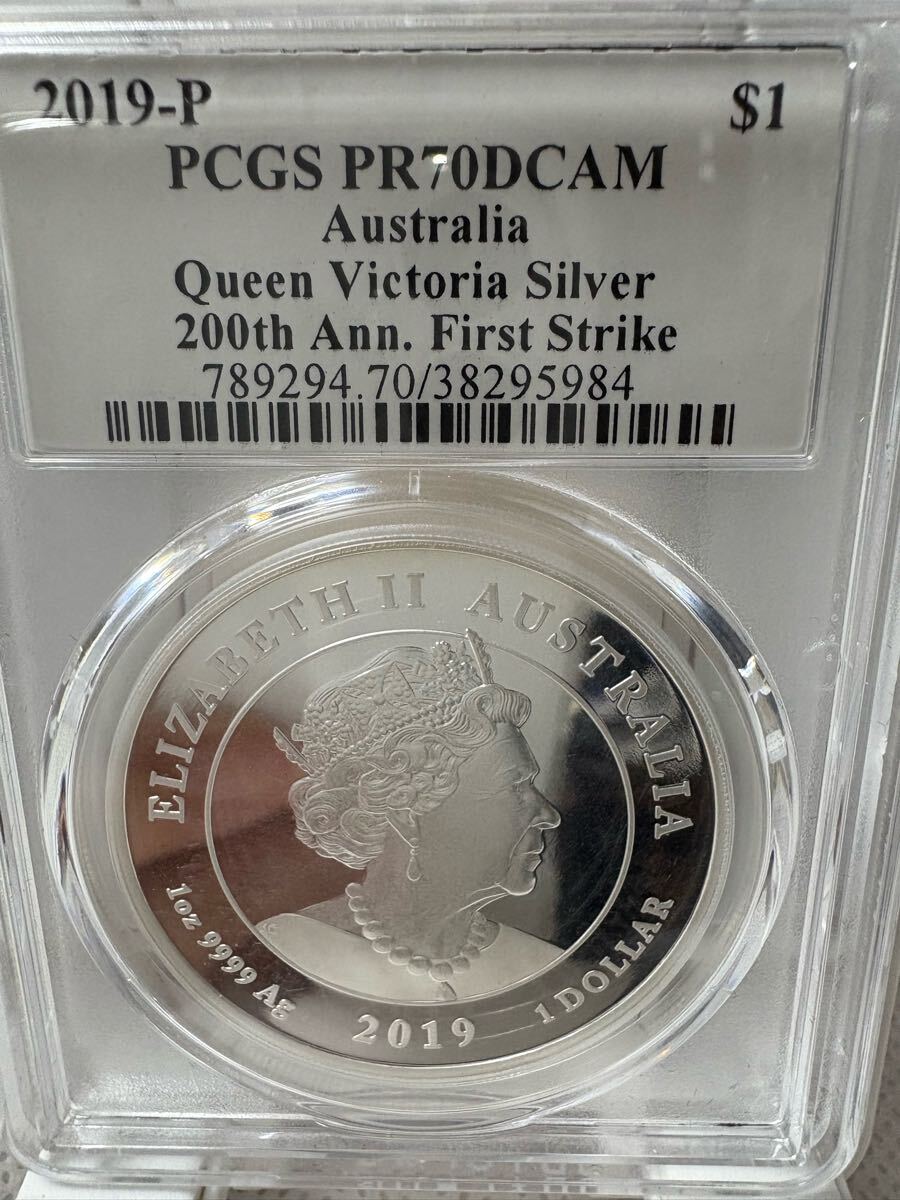 2019-P $1
PCGS PR70DCAM
Australia
Queen Victoria Silver
200th Ann. First Strike
789294.70/38295984
ELIZABETH II AUSTRALIA
1oz 9999 Ag 2019 1 DOLLAR